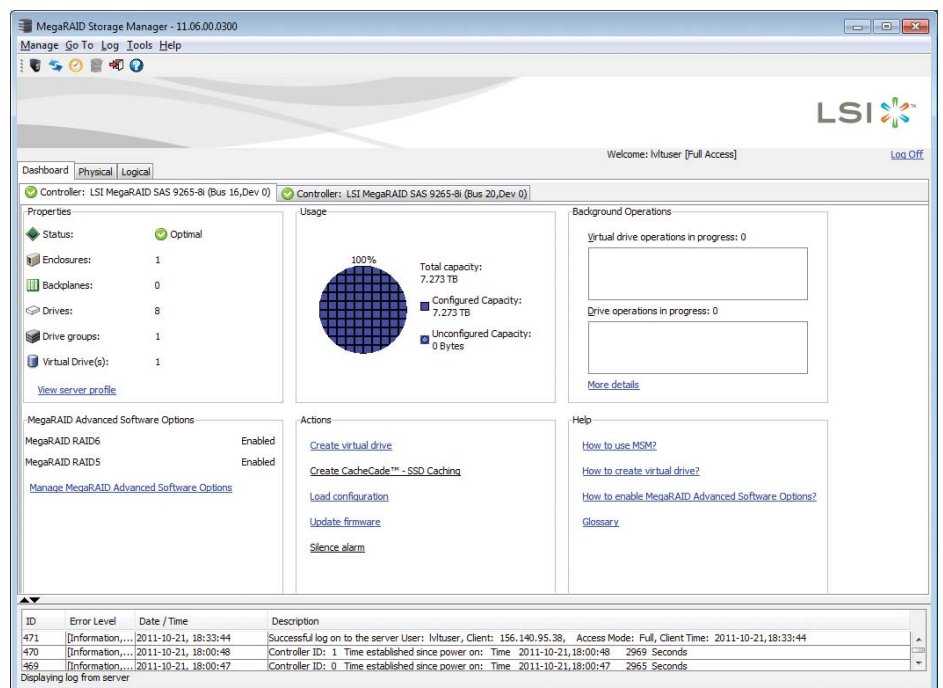 MegaRAID Storage Manager - 11.06.00.0300
Manage Go To Log Tools Help
LSI
Welcome: lvltuser [Full Access] Log Off
Dashboard Physical Logical
Controller: LSI MegaRAID SAS 9265-8i (Bus 16,Dev 0) Controller: LSI MegaRAID SAS 9265-8i (Bus 20,Dev 0)
Properties
Status: Optimal
Enclosures: 1
Backplanes: 0
Drives: 8
Drive groups: 1
Virtual Drive(s): 1
View server profile
Usage
100%
Total capacity:
7.273 TB
Configured Capacity:
7.273 TB
Unconfigured Capacity:
0 Bytes
Background Operations
Virtual drive operations in progress: 0
Drive operations in progress: 0
More details
MegaRAID Advanced Software Options
MegaRAID RAID6 Enabled
MegaRAID RAID5 Enabled
Manage MegaRAID Advanced Software Options
Actions
Create virtual drive
Create CacheCade™ - SSD Caching
Load configuration
Update firmware
Silence alarm
Help
How to use MSM?
How to create virtual drive?
How to enable MegaRAID Advanced Software Options?
Glossary
ID Error Level Date / Time Description
471 [Information,... 2011-10-21, 18:33:44 Successful log on to the server User: lvltuser, Client: 156.140.95.38, Access Mode: Full, Client Time: 2011-10-21,18:33:44
470 [Information,... 2011-10-21, 18:00:48 Controller ID: 1 Time established since power on: Time 2011-10-21,18:00:48 2969 Seconds
469 [Information,... 2011-10-21, 18:00:47 Controller ID: 0 Time established since power on: Time 2011-10-21,18:00:47 2965 Seconds
Displaying log from server